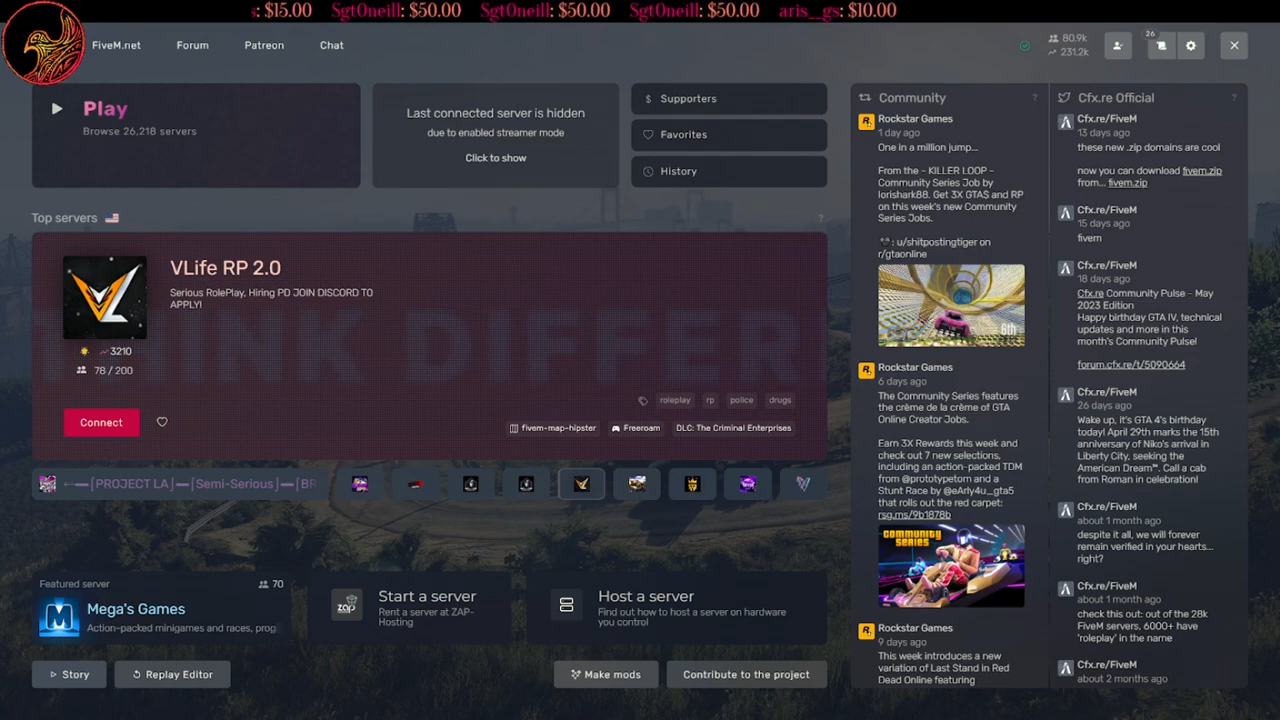 : $15.00 Sgt0neill: $50.00 Sgt0neill: $50.00 Sgt0neill: $50.00 aris__gs: $10.00
FiveM.net Forum Patreon Chat
80.9k
231.2k
26
Play
Browse 26,218 servers
Last connected server is hidden
due to enabled streamer mode
Click to show
$ Supporters
Favorites
History
Top servers
?
VLife RP 2.0
Serious RolePlay, Hiring PD JOIN DISCORD TO
APPLY!
3210
78 / 200
Connect
roleplay rp police drugs
fivem-map-hipster Freeroam DLC: The Criminal Enterprises
[PROJECT LA] [Semi-Serious] [BR
Featured server 70
Mega's Games
Action-packed minigames and races, prog
ZAP
Start a server
Rent a server at ZAP-
Hosting
Host a server
Find out how to host a server on hardware
you control
Story
Replay Editor
Make mods
Contribute to the project
Community ?
Rockstar Games
1 day ago
One in a million jump...
From the - KILLER LOOP -
Community Series Job by
lorishark88. Get 3X GTA$ and RP
on this week's new Community
Series Jobs.
: u/shitpostingtiger on
r/gtaonline
6th
Rockstar Games
6 days ago
The Community Series features
the crème de la crème of GTA
Online Creator Jobs.
Earn 3X Rewards this week and
check out 7 new selections,
including an action-packed TDM
from @prototypetom and a
Stunt Race by @eArly4u_gta5
that rolls out the red carpet:
rsg.ms/9b1878b
COMMUNITY
SERIES
Rockstar Games
9 days ago
This week introduces a new
variation of Last Stand in Red
Dead Online featuring
Cfx.re Official ?
Cfx.re/FiveM
13 days ago
these new .zip domains are cool
now you can download fivem.zip
from... fivem.zip
Cfx.re/FiveM
15 days ago
fivem
Cfx.re/FiveM
18 days ago
Cfx.re Community Pulse - May
2023 Edition
Happy birthday GTA IV, technical
updates and more in this
month's Community Pulse!
forum.cfx.re/t/5090664
Cfx.re/FiveM
26 days ago
Wake up, it's GTA 4's birthday
today! April 29th marks the 15th
anniversary of Niko's arrival in
Liberty City, seeking the
American Dream™. Call a cab
from Roman in celebration!
Cfx.re/FiveM
about 1 month ago
despite it all, we will forever
remain verified in your hearts...
right?
Cfx.re/FiveM
about 1 month ago
check this out: out of the 28k
FiveM servers, 6000+ have
'roleplay' in the name
Cfx.re/FiveM
about 2 months ago